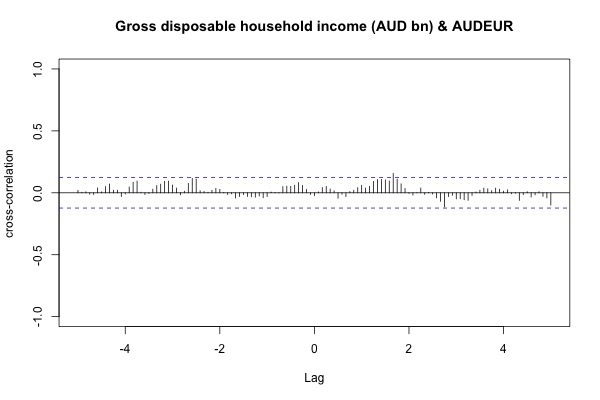 Gross disposable household income (AUD bn) & AUDEUR
cross-correlation
1.0
0.5
0.0
-0.5
-1.0
-4 -2 0 2 4
Lag